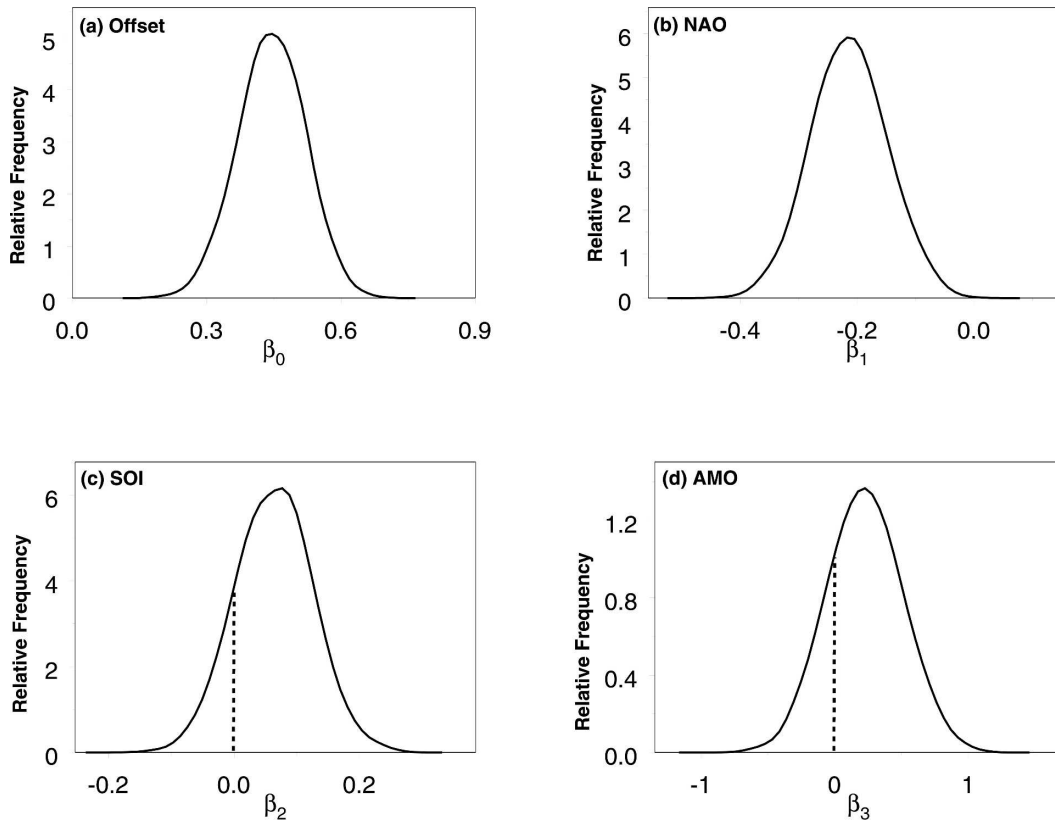 (a) Offset
Relative Frequency
5
4
3
2
1
0
0.0 0.3 0.6 0.9
β0
(b) NAO
Relative Frequency
6
5
4
3
2
1
0
-0.4 -0.2 0.0
β1
(c) SOI
Relative Frequency
6
4
2
0
-0.2 0.0 0.2
β2
(d) AMO
Relative Frequency
1.2
0.8
0.4
0.0
-1 0 1
β3